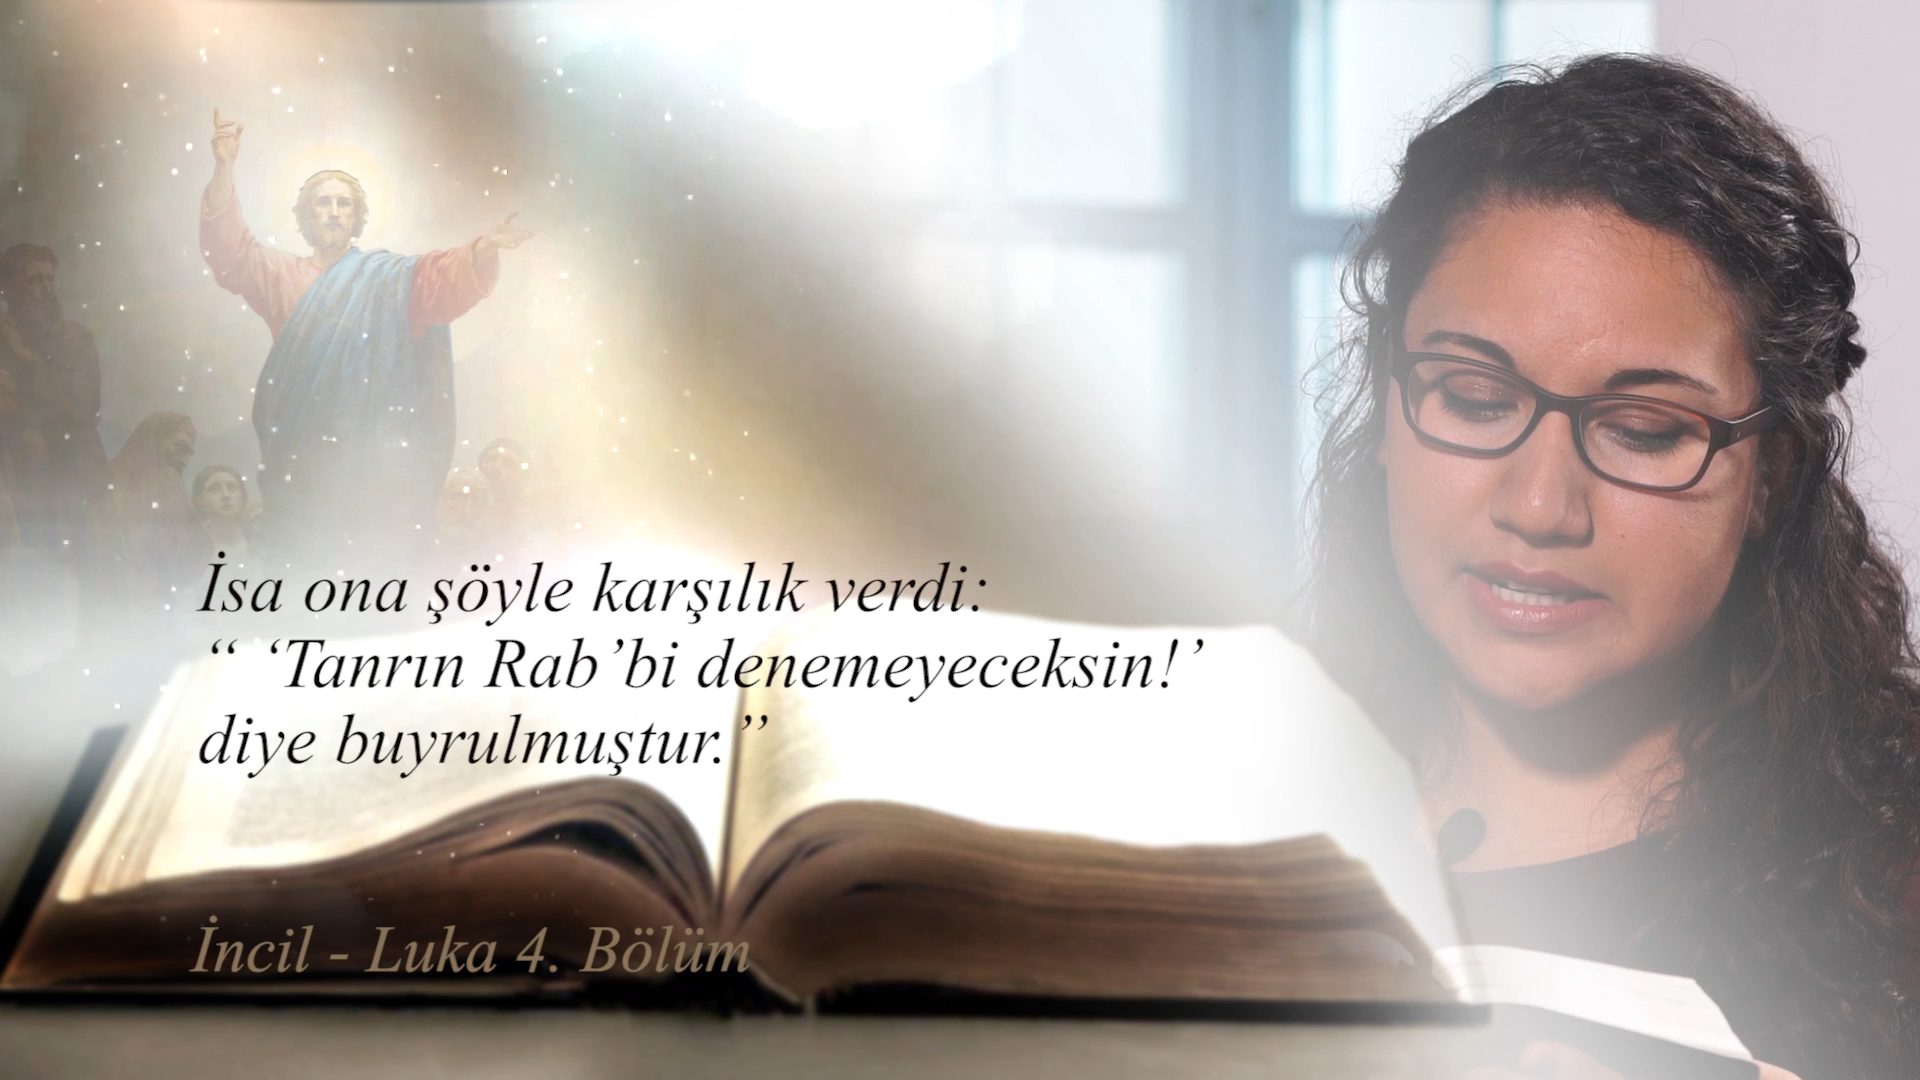 İsa ona şöyle karşılık verdi:
“ ‘Tanrın Rab’bi denemeyeceksin!’
diye buyrulmuştur.”
İncil - Luka 4. Bölüm